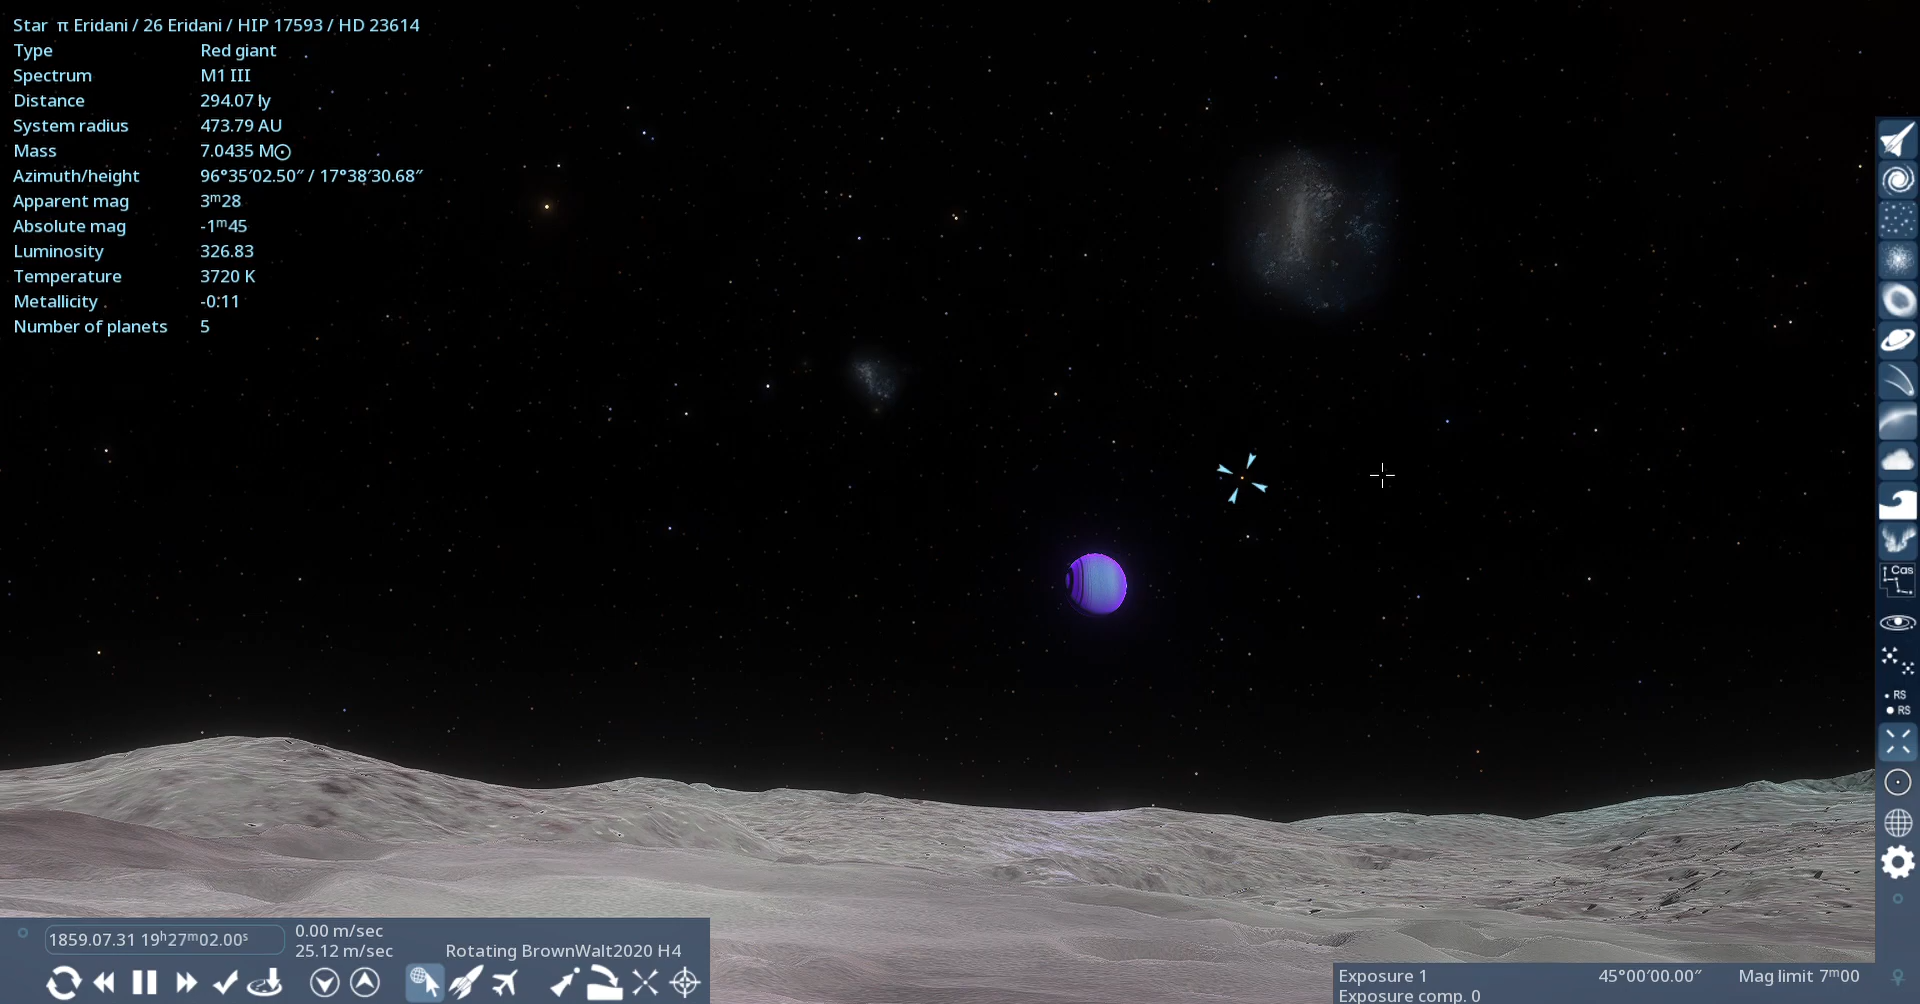 Star π Eridani / 26 Eridani / HIP 17593 / HD 23614
Type Red giant
Spectrum M1 III
Distance 294.07 ly
System radius 473.79 AU
Mass 7.0435 M☉
Azimuth/height 96°35′02.50″ / 17°38′30.68″
Apparent mag 3ᵐ28
Absolute mag -1ᵐ45
Luminosity 326.83
Temperature 3720 K
Metallicity -0.11
Number of planets 5
Cas
RS
RS
1859.07.31 19ʰ27ᵐ02.00ˢ
0.00 m/sec
25.12 m/sec Rotating BrownWalt2020 H4
Exposure 1 45°00′00.00″ Mag limit 7ᵐ00
Exposure comp. 0